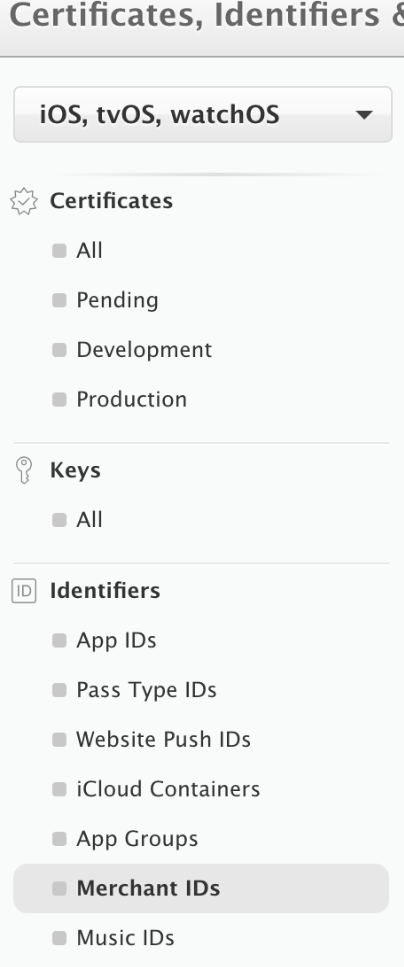 Certificates, Identifiers &
iOS, tvOS, watchOS
Certificates
All
Pending
Development
Production
Keys
All
ID Identifiers
App IDs
Pass Type IDs
Website Push IDs
iCloud Containers
App Groups
Merchant IDs
Music IDs